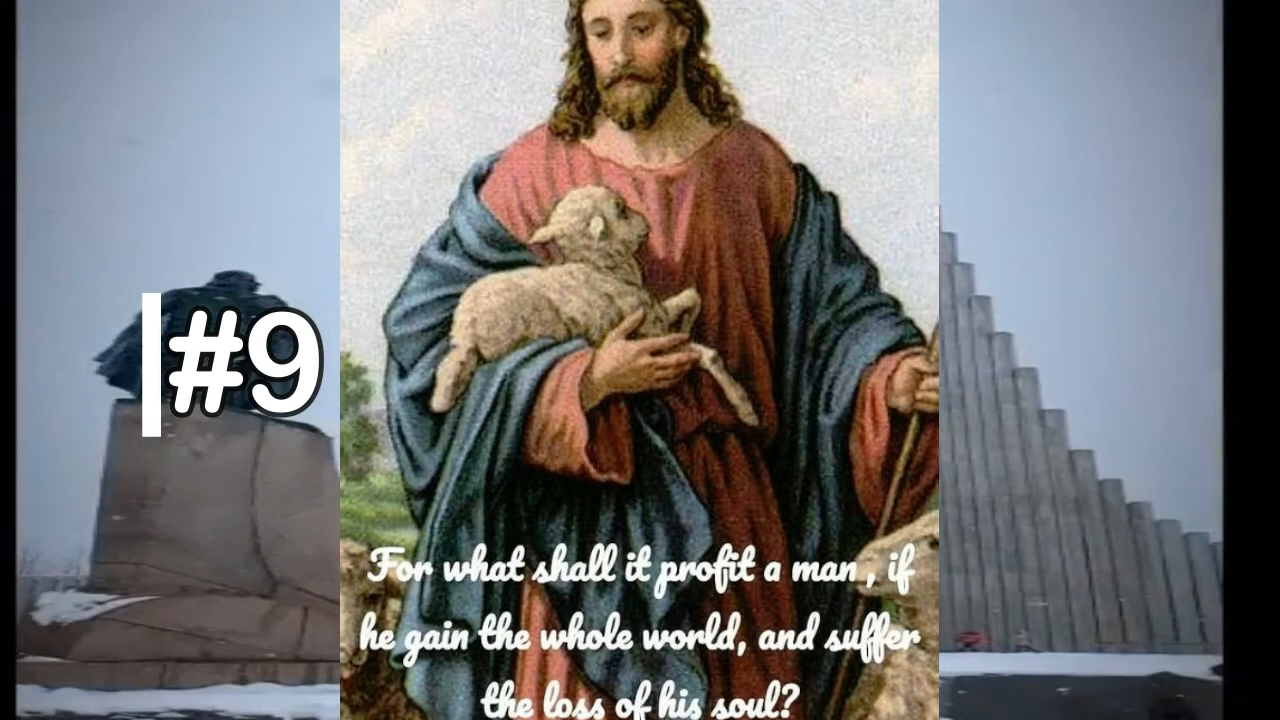 #9
For what shall it profit a man , if
he gain the whole world, and suffer
the loss of his soul?